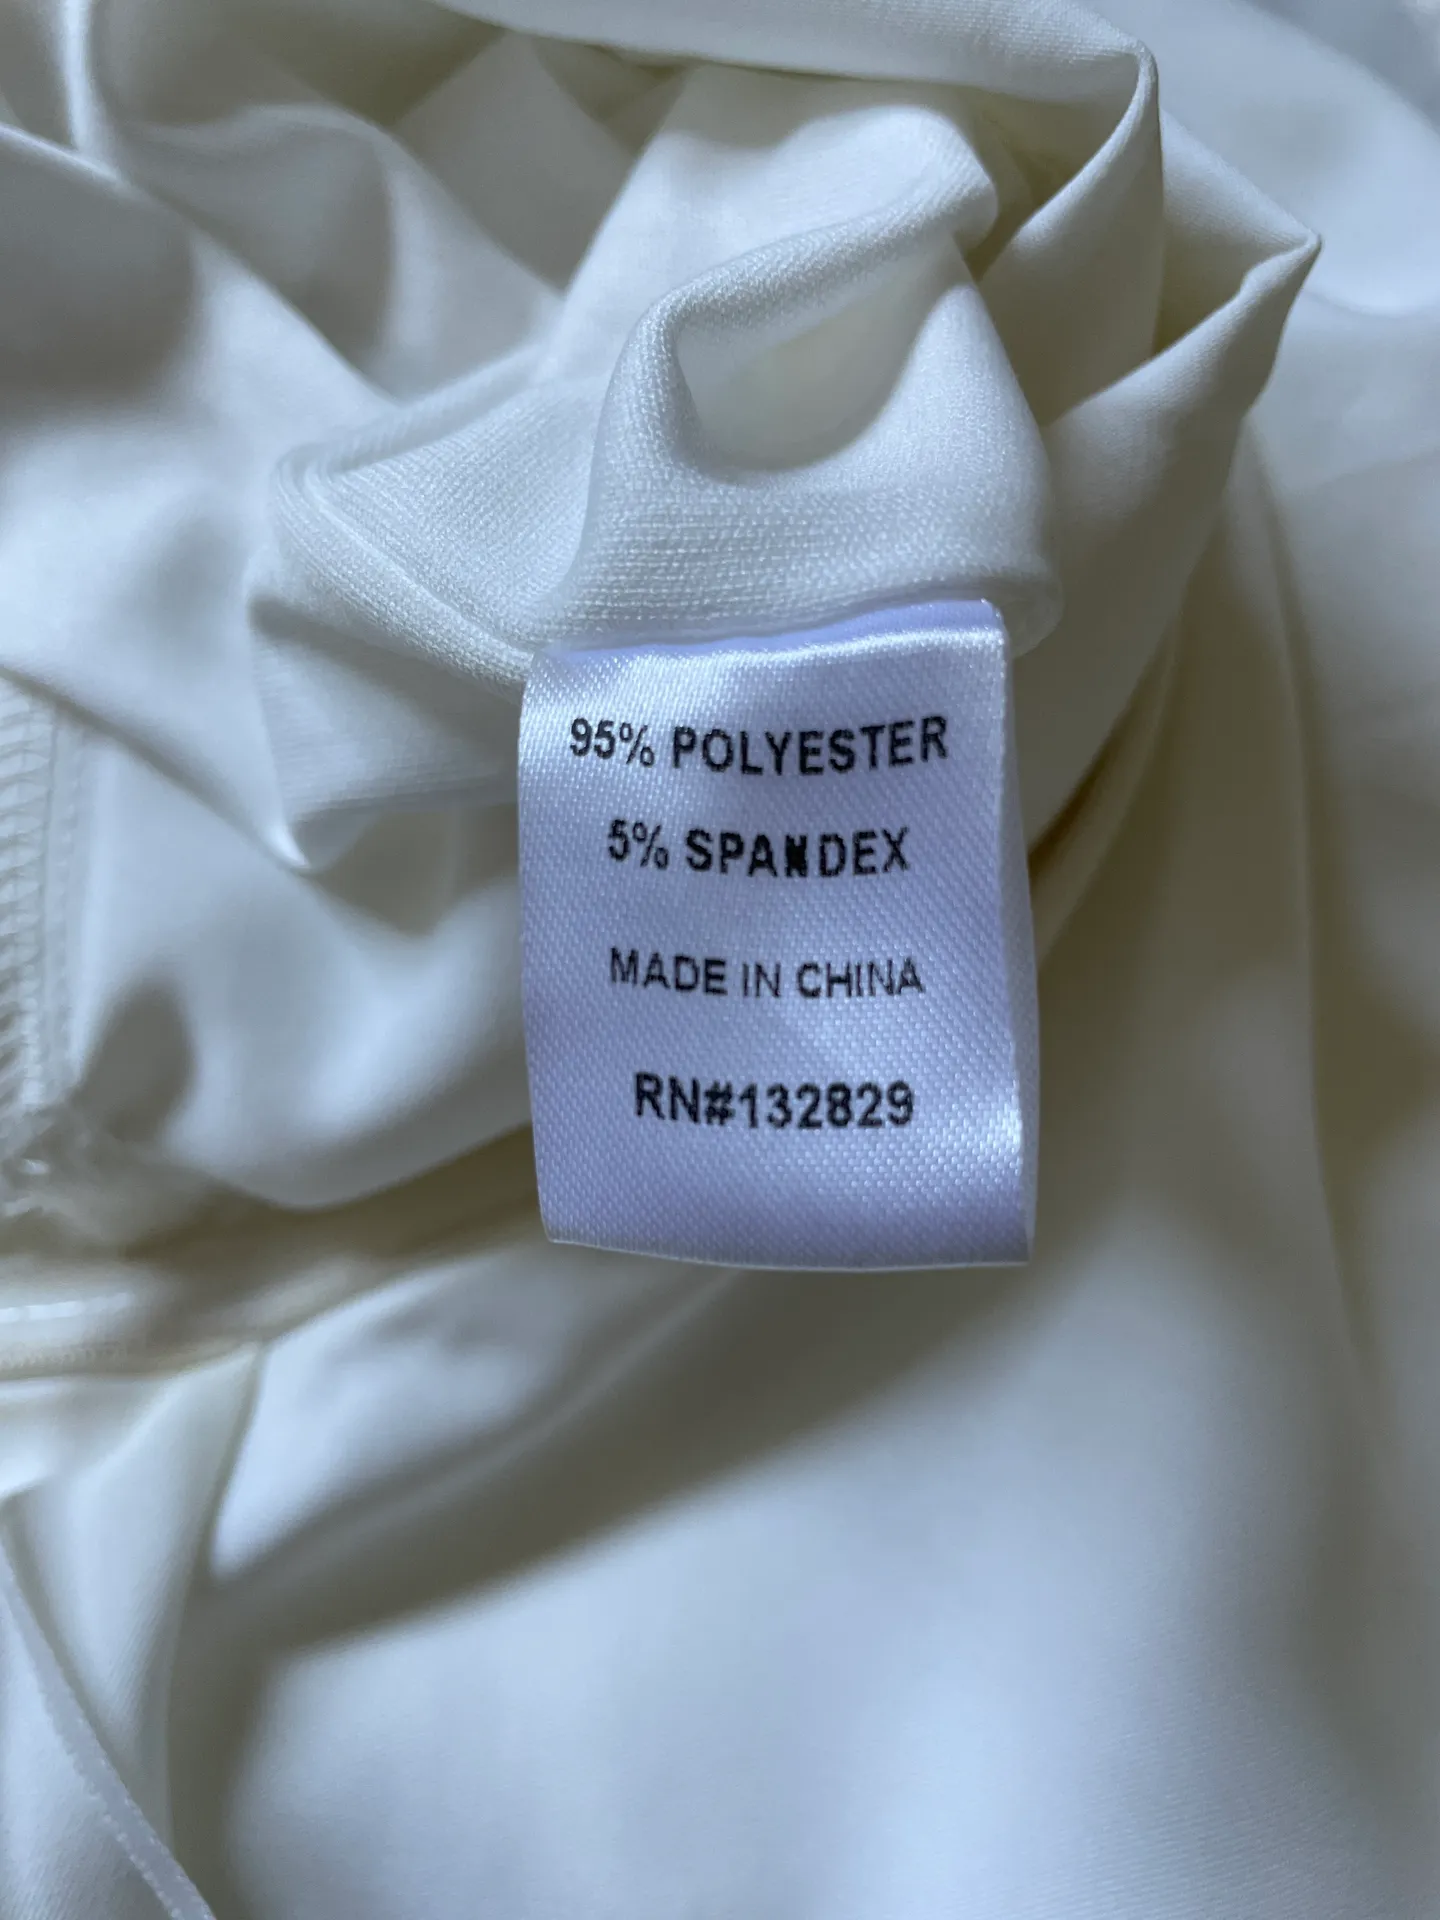 95% POLYESTER
5% SPANDEX
MADE IN CHINA
RN#132829